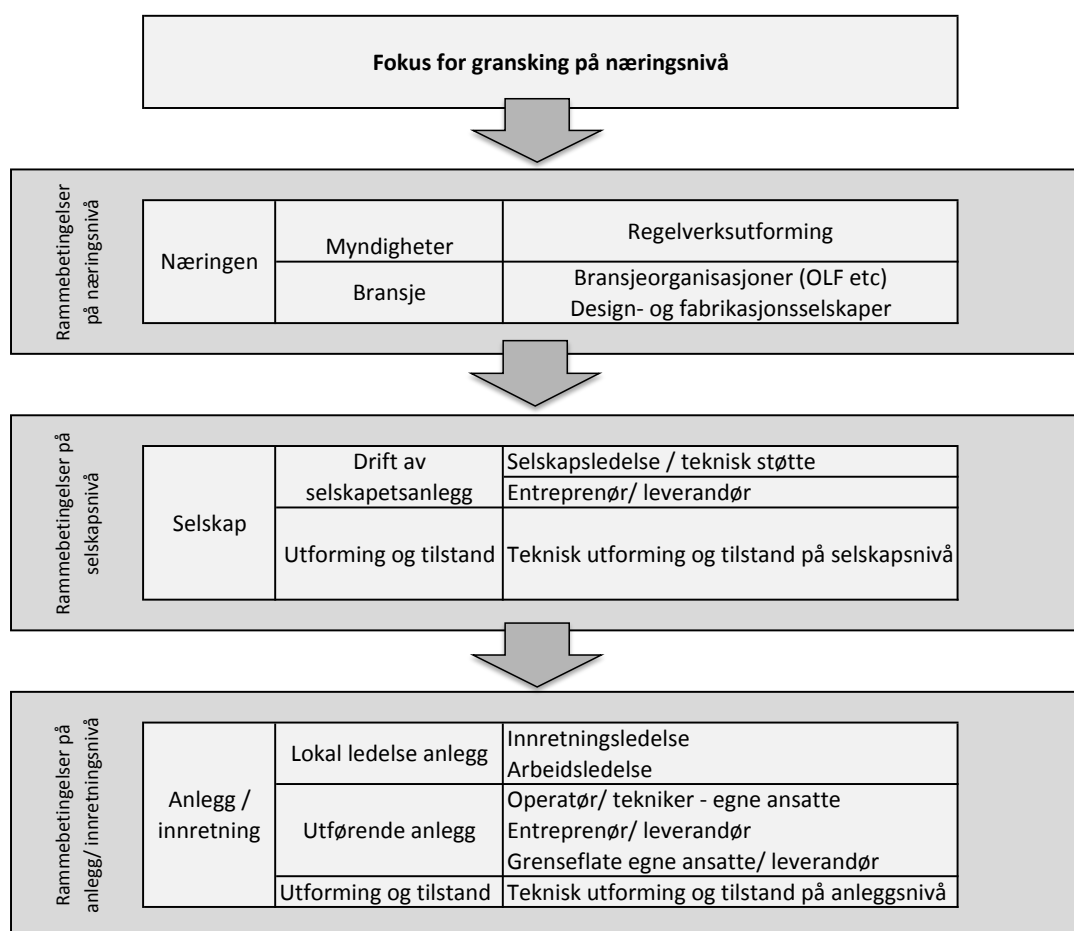 Fokus for gransking på næringsnivå
Rammebetingelser
på næringsnivå
Næringen
Myndigheter
Regelverksutforming
Bransje
Bransjeorganisasjoner (OLF etc)
Design- og fabrikasjonsselskaper
Rammebetingelser på
selskapsnivå
Selskap
Drift av
selskapetsanlegg
Selskapsledelse / teknisk støtte
Entreprenør/ leverandør
Utforming og tilstand
Teknisk utforming og tilstand på selskapsnivå
Rammebetingelser på
anlegg/ innretningsnivå
Anlegg /
innretning
Lokal ledelse anlegg
Innretningsledelse
Arbeidsledelse
Utførende anlegg
Operatør/ tekniker - egne ansatte
Entreprenør/ leverandør
Grenseflate egne ansatte/ leverandør
Utforming og tilstand
Teknisk utforming og tilstand på anleggsnivå